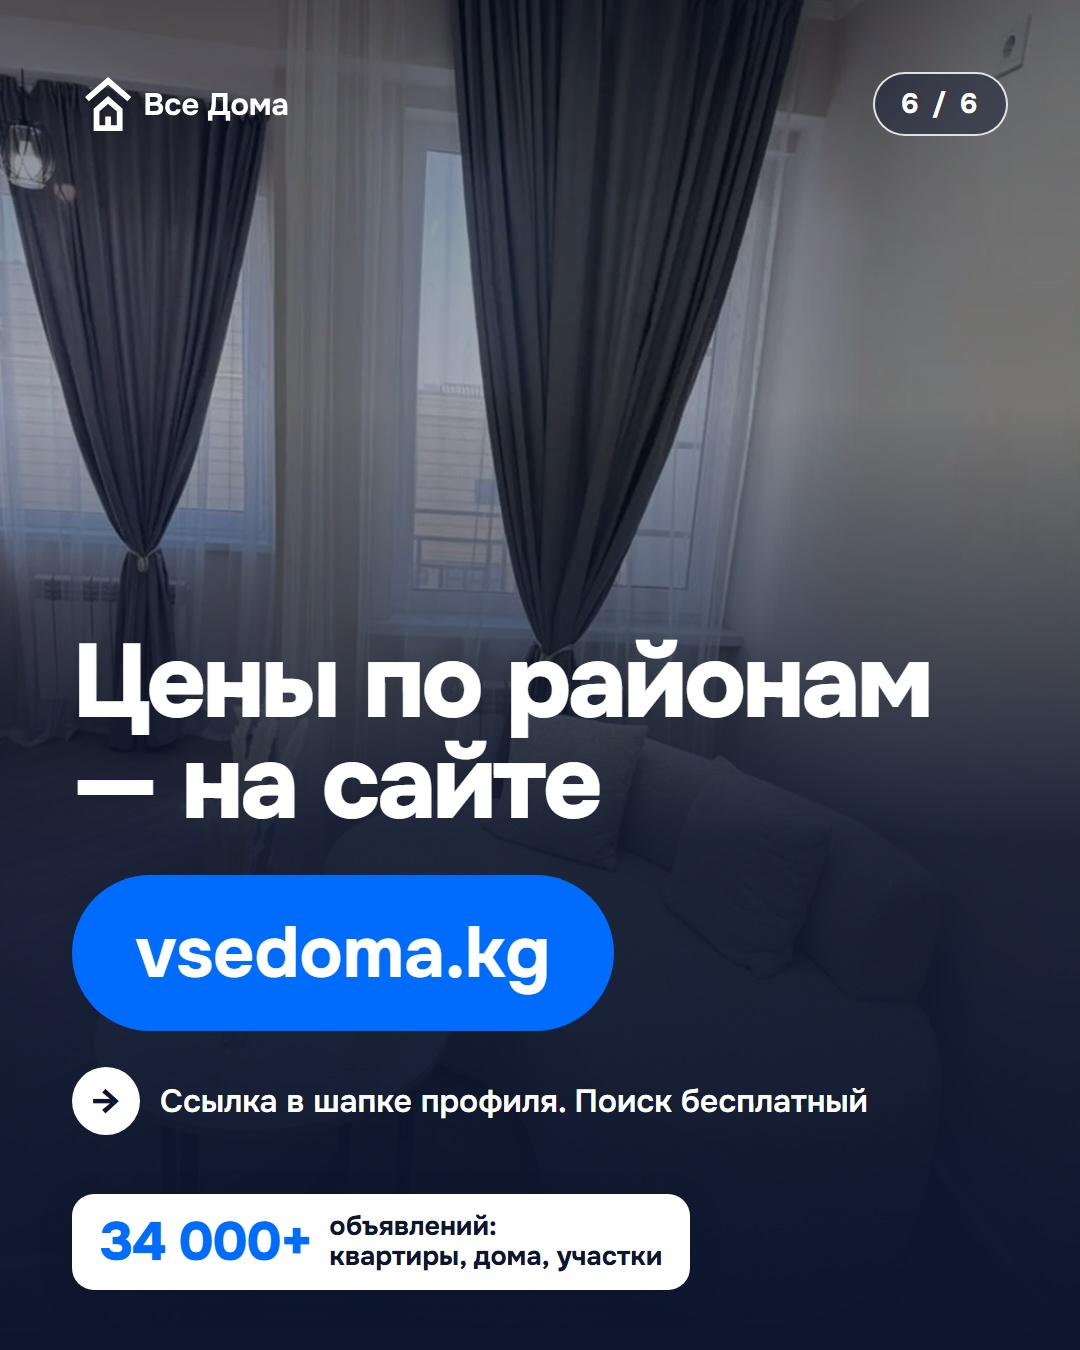 Все Дома
6 / 6
Цены по районам
— на сайте
vsedoma.kg
Ссылка в шапке профиля. Поиск бесплатный
34 000+
объявлений:
квартиры, дома, участки